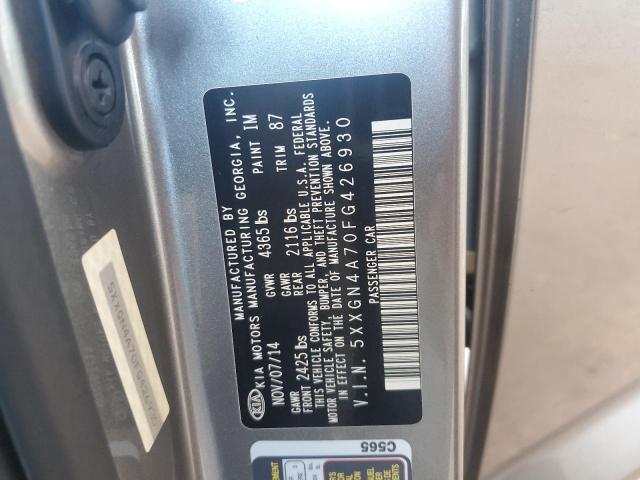 MANUFACTURED BY
KIA KIA MOTORS MANUFACTURING GEORGIA, INC.
NOV/07/14 GVWR 4365 lbs PAINT IM
GAWR FRONT 2425 lbs GAWR REAR 2116 lbs TRIM 87
THIS VEHICLE CONFORMS TO ALL APPLICABLE U.S.A. FEDERAL
MOTOR VEHICLE SAFETY, BUMPER, AND THEFT PREVENTION STANDARDS
IN EFFECT ON THE DATE OF MANUFACTURE SHOWN ABOVE.
V.I.N. 5XXGN4A70FG426930
PASSENGER CAR
C565